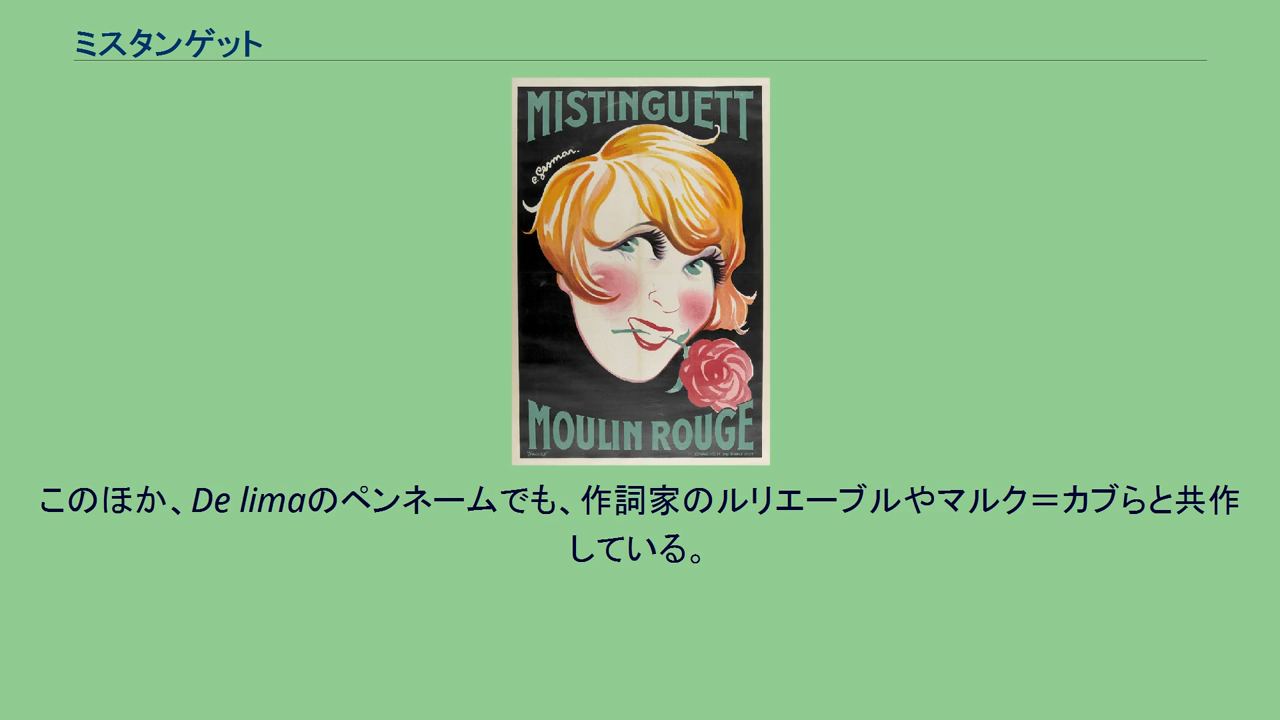 ミスタンゲット
MISTINGUETT
C. Gesmar.
MOULIN ROUGE
このほか、De limaのペンネームでも、作詞家のルリエーブルやマルク＝カブらと共作
している。